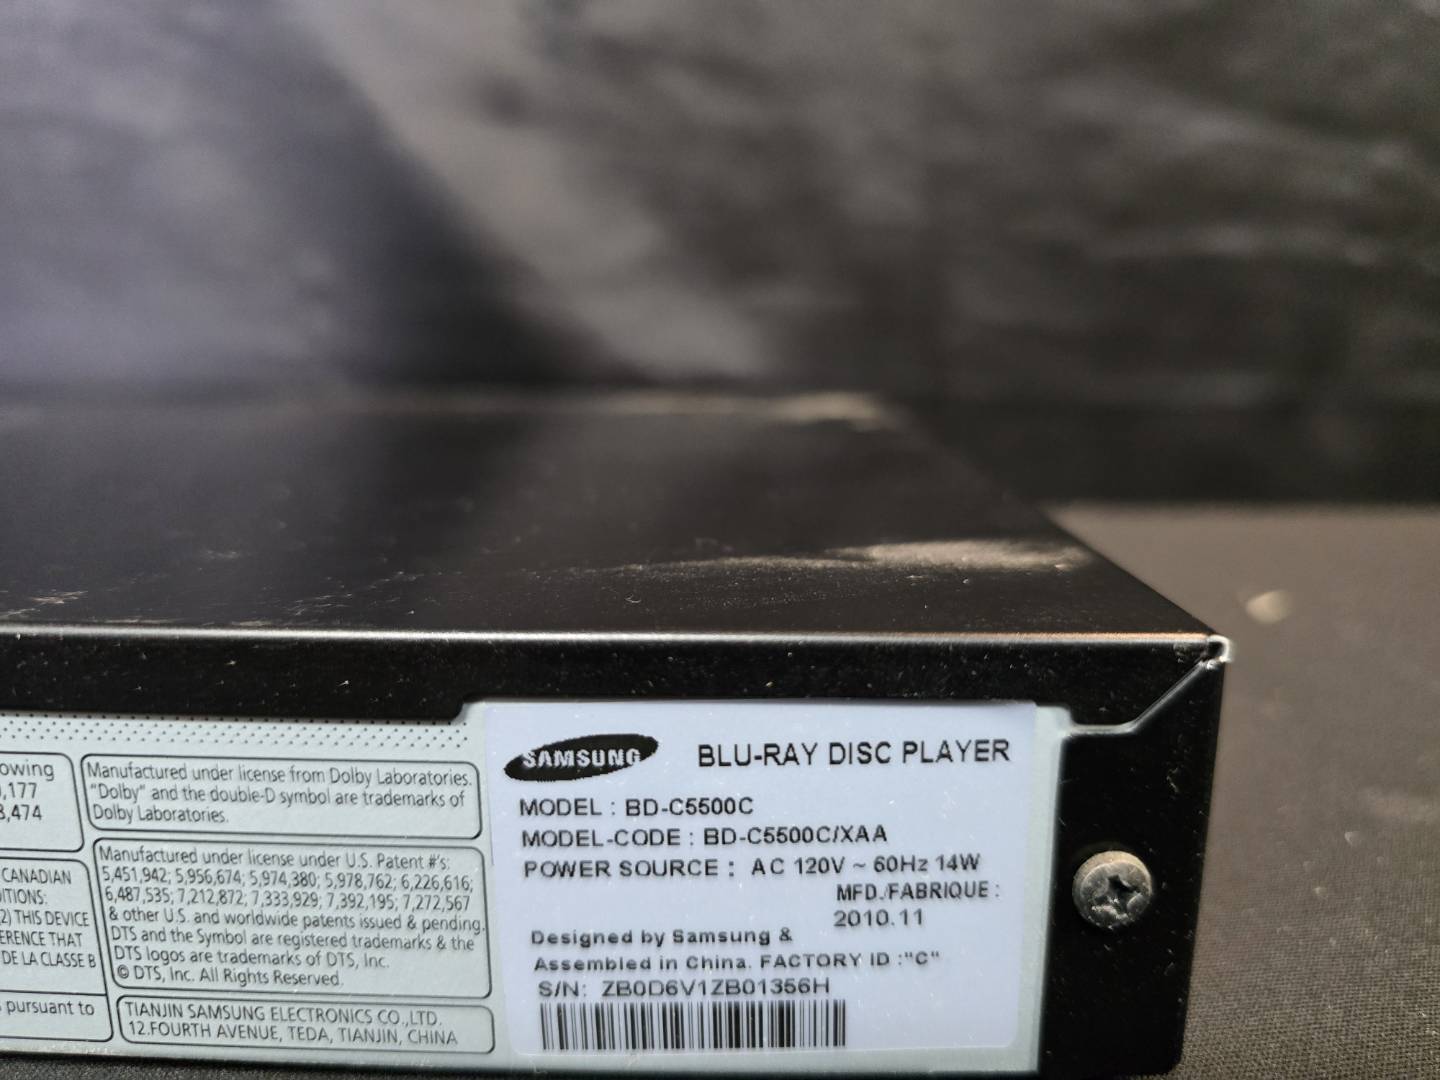 owing
,177
3,474
CANADIAN
ITIONS:
2) THIS DEVICE
ERENCE THAT
DE LA CLASSE B
pursuant to
Manufactured under license from Dolby Laboratories.
"Dolby" and the double-D symbol are trademarks of
Dolby Laboratories.
Manufactured under license under U.S. Patent #'s:
5,451,942; 5,956,674; 5,974,380; 5,978,762; 6,226,616;
6,487,535; 7,212,872; 7,333,929; 7,392,195; 7,272,567
& other U.S. and worldwide patents issued & pending.
DTS and the Symbol are registered trademarks & the
DTS logos are trademarks of DTS, Inc.
© DTS, Inc. All Rights Reserved.
TIANJIN SAMSUNG ELECTRONICS CO.,LTD.
12.FOURTH AVENUE, TEDA, TIANJIN, CHINA
SAMSUNG BLU-RAY DISC PLAYER
MODEL : BD-C5500C
MODEL-CODE : BD-C5500C/XAA
POWER SOURCE : AC 120V ~ 60Hz 14W
MFD./FABRIQUE :
2010.11
Designed by Samsung &
Assembled in China. FACTORY ID :"C"
S/N: ZB0D6V1ZB01356H